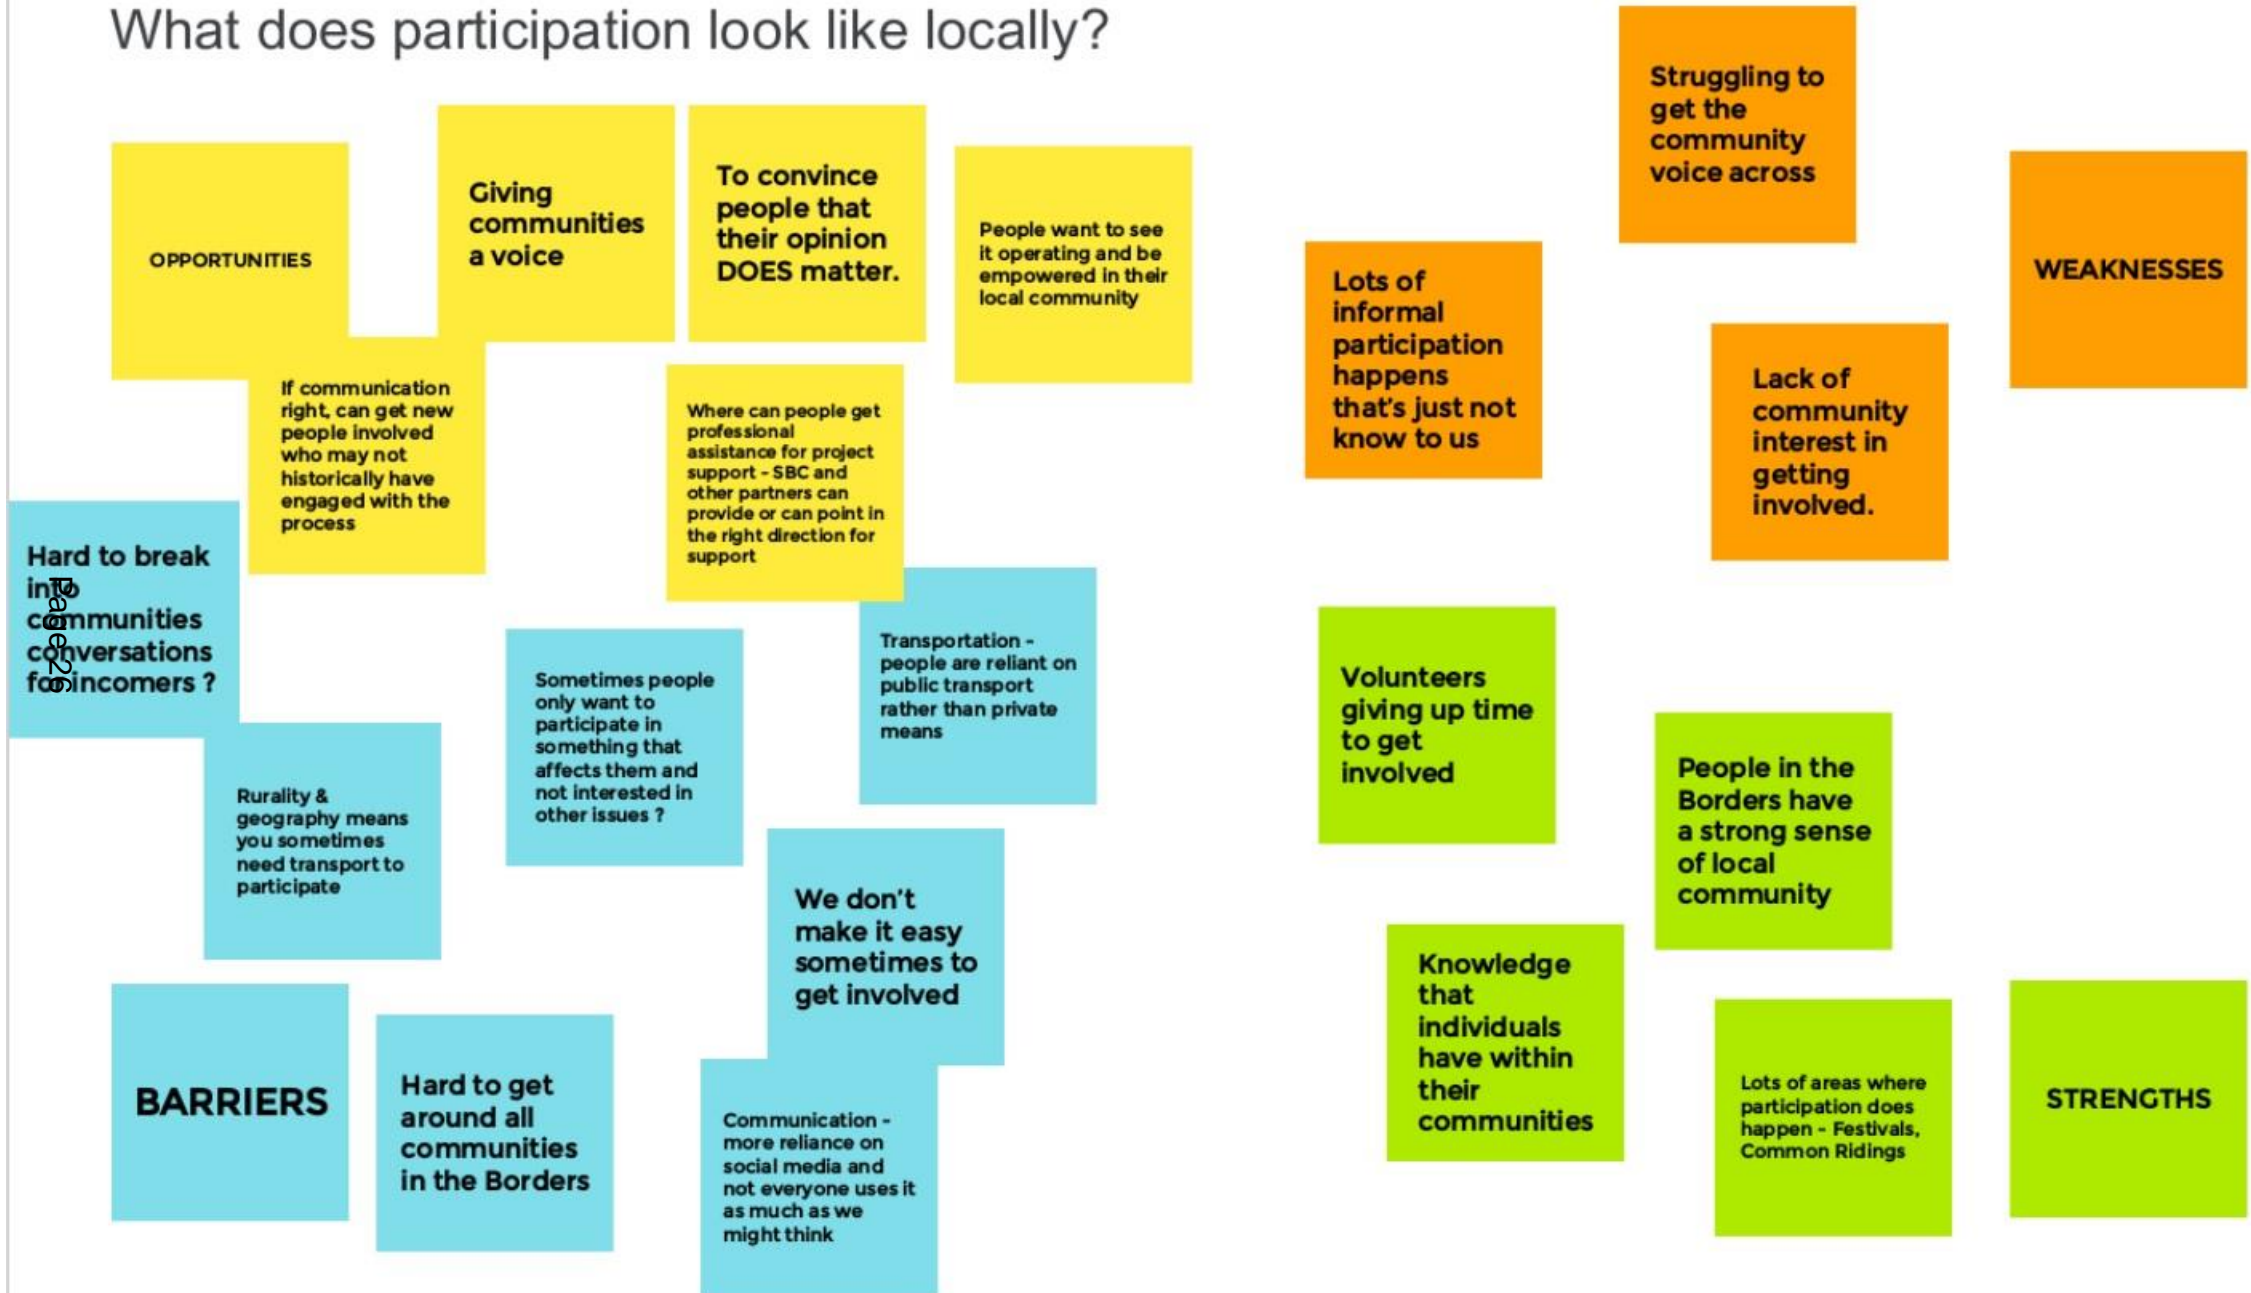 What does participation look like locally?
OPPORTUNITIES
Giving
communities
a voice
To convince
people that
their opinion
DOES matter.
People want to see
it operating and be
empowered in their
local community
If communication
right, can get new
people involved
who may not
historically have
engaged with the
process
Where can people get
professional
assistance for project
support - SBC and
other partners can
provide or can point in
the right direction for
support
Hard to break
into
communities
conversations
for incomers ?
Page 26
Rurality &
geography means
you sometimes
need transport to
participate
Sometimes people
only want to
participate in
something that
affects them and
not interested in
other issues ?
Transportation -
people are reliant on
public transport
rather than private
means
We don't
make it easy
sometimes to
get involved
BARRIERS
Hard to get
around all
communities
in the Borders
Communication -
more reliance on
social media and
not everyone uses it
as much as we
might think
Struggling to
get the
community
voice across
WEAKNESSES
Lots of
informal
participation
happens
that's just not
know to us
Lack of
community
interest in
getting
involved.
Volunteers
giving up time
to get
involved
People in the
Borders have
a strong sense
of local
community
Knowledge
that
individuals
have within
their
communities
Lots of areas where
participation does
happen - Festivals,
Common Ridings
STRENGTHS